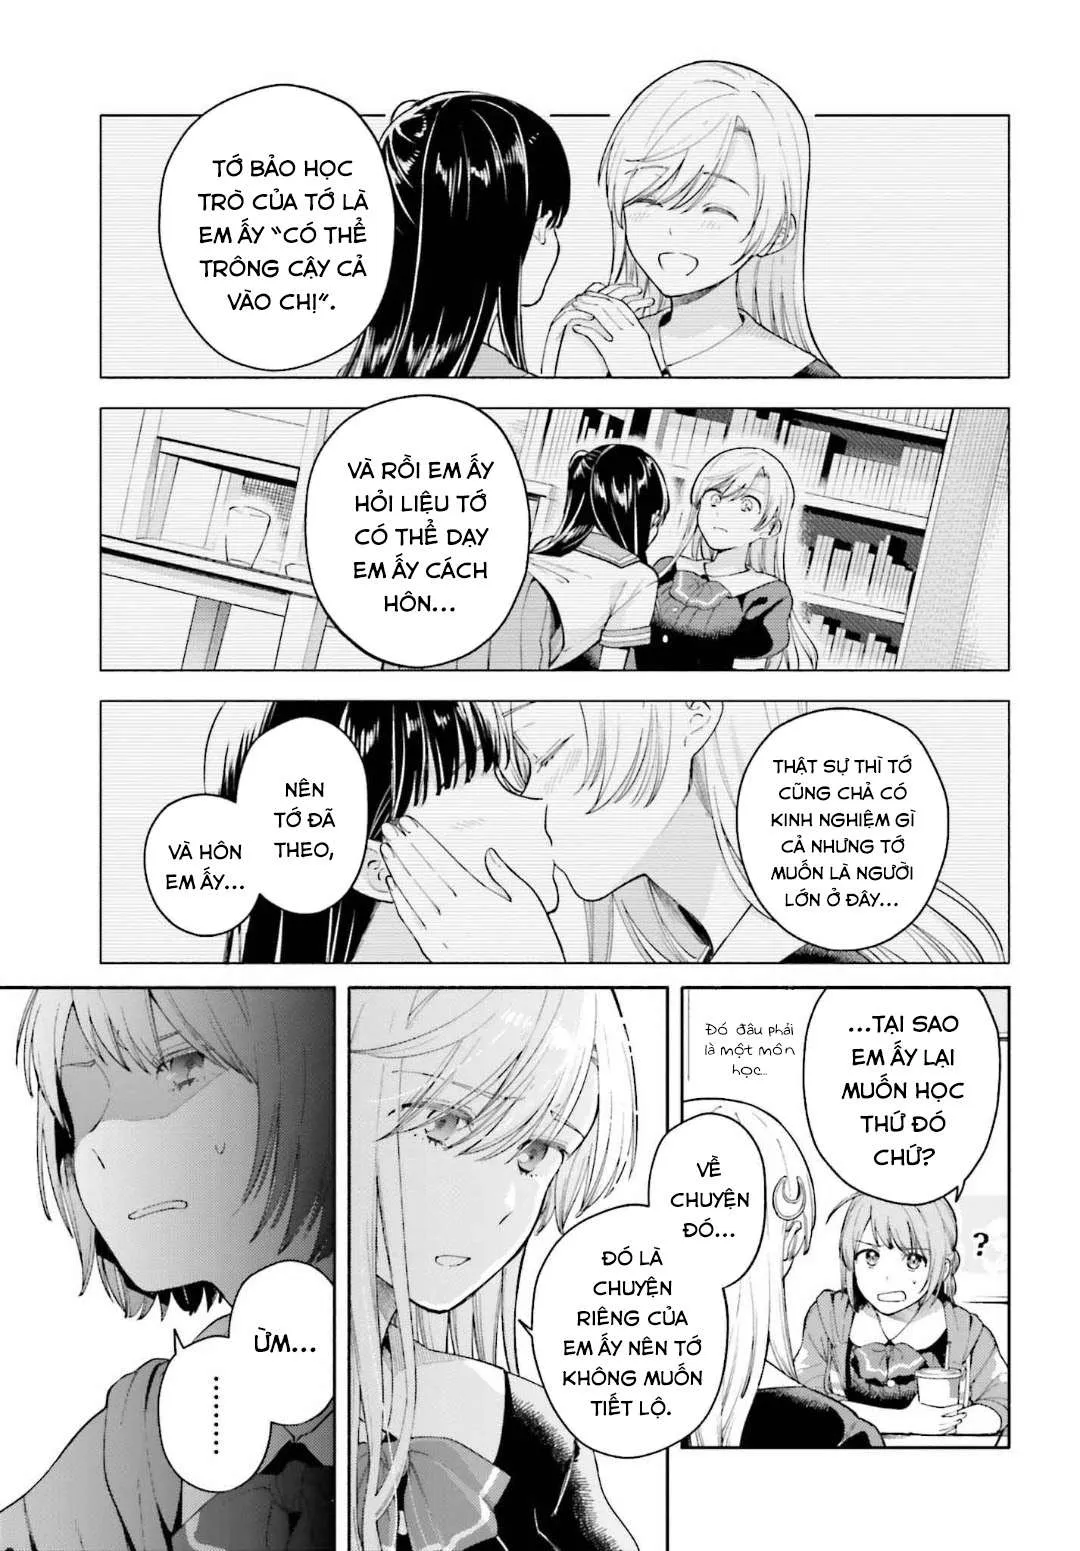 TỚ BẢO HỌC
TRÒ CỦA TỚ LÀ
EM ẤY “CÓ THỂ
TRÔNG CẬY CẢ
VÀO CHỊ”.
VÀ RỒI EM ẤY
HỎI LIỆU TỚ
CÓ THỂ DẠY
EM ẤY CÁCH
HÔN...
THẬT SỰ THÌ TỚ
CŨNG CHẢ CÓ
KINH NGHIỆM GÌ
CẢ NHƯNG TỚ
MUỐN LÀ NGƯỜI
LỚN Ở ĐÂY...
NÊN
TỚ ĐÃ
THEO,
VÀ HÔN
EM ẤY...
...TẠI SAO
EM ẤY LẠI
MUỐN HỌC
THỨ ĐÓ
CHỨ?
Đó đâu phải
là một môn
học...
?
VỀ
CHUYỆN
ĐÓ...
ĐÓ LÀ
CHUYỆN
RIÊNG CỦA
EM ẤY NÊN TỚ
KHÔNG MUỐN
TIẾT LỘ.
ỪM...
.........